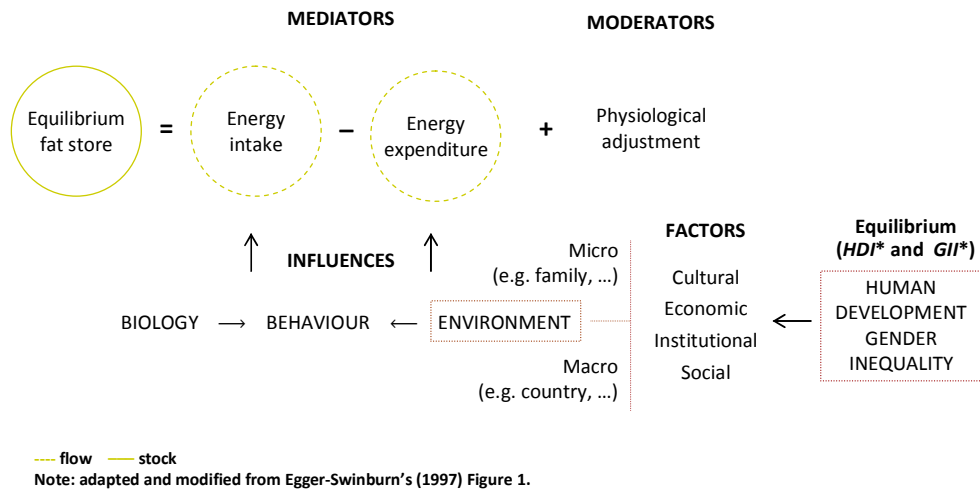 MEDIATORS
MODERATORS
Equilibrium
fat store
=
Energy
intake
–
Energy
expenditure
+
Physiological
adjustment
INFLUENCES
BIOLOGY → BEHAVIOUR ← ENVIRONMENT
Micro
(e.g. family, ...)
Macro
(e.g. country, ...)
FACTORS
Cultural
Economic
Institutional
Social
Equilibrium
(HDI* and GII*)
HUMAN
DEVELOPMENT
GENDER
INEQUALITY
---- flow —— stock
Note: adapted and modified from Egger-Swinburn’s (1997) Figure 1.